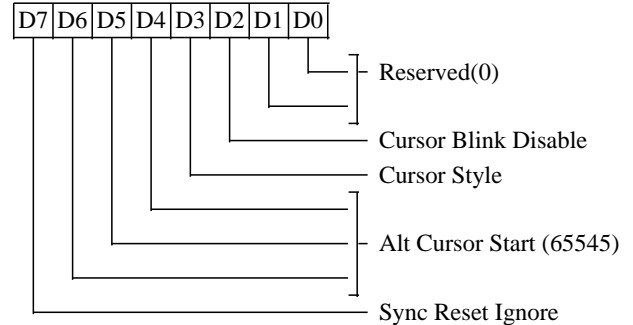 D7 D6 D5 D4 D3 D2 D1 D0
Reserved(0)
Cursor Blink Disable
Cursor Style
Alt Cursor Start (65545)
Sync Reset Ignore